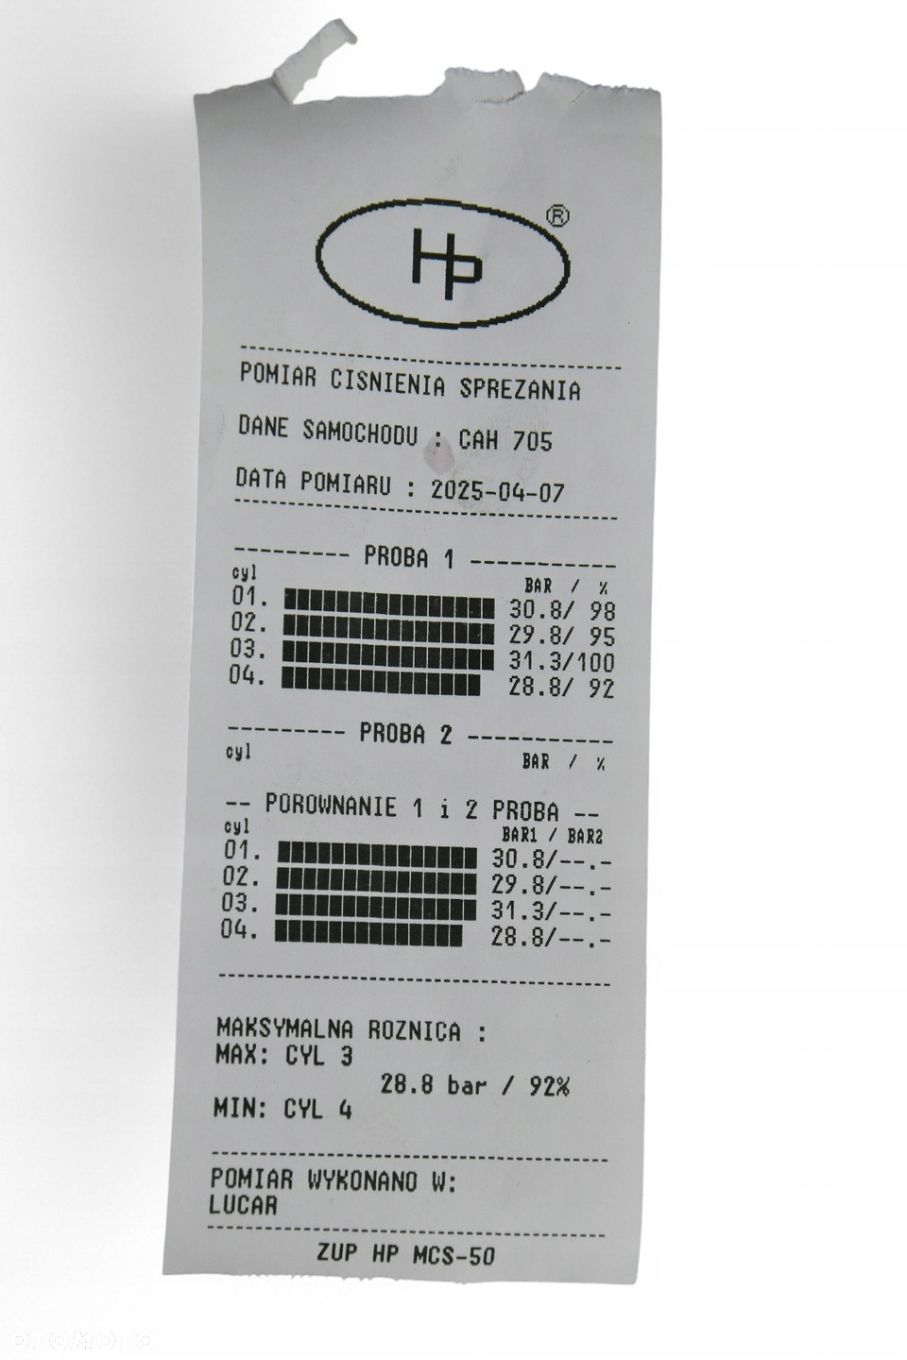 HP ®
POMIAR CISNIENIA SPREZANIA
DANE SAMOCHODU : CAH 705
DATA POMIARU : 2025-04-07
--------- PROBA 1 -----------
cyl BAR / %
01. 30.8/ 98
02. 29.8/ 95
03. 31.3/100
04. 28.8/ 92
--------- PROBA 2 -----------
cyl BAR / %
-- POROWNANIE 1 i 2 PROBA --
cyl BAR1 / BAR2
01. 30.8/--.-
02. 29.8/--.-
03. 31.3/--.-
04. 28.8/--.-
MAKSYMALNA ROZNICA :
MAX: CYL 3
28.8 bar / 92%
MIN: CYL 4
POMIAR WYKONANO W:
LUCAR
ZUP HP MCS-50